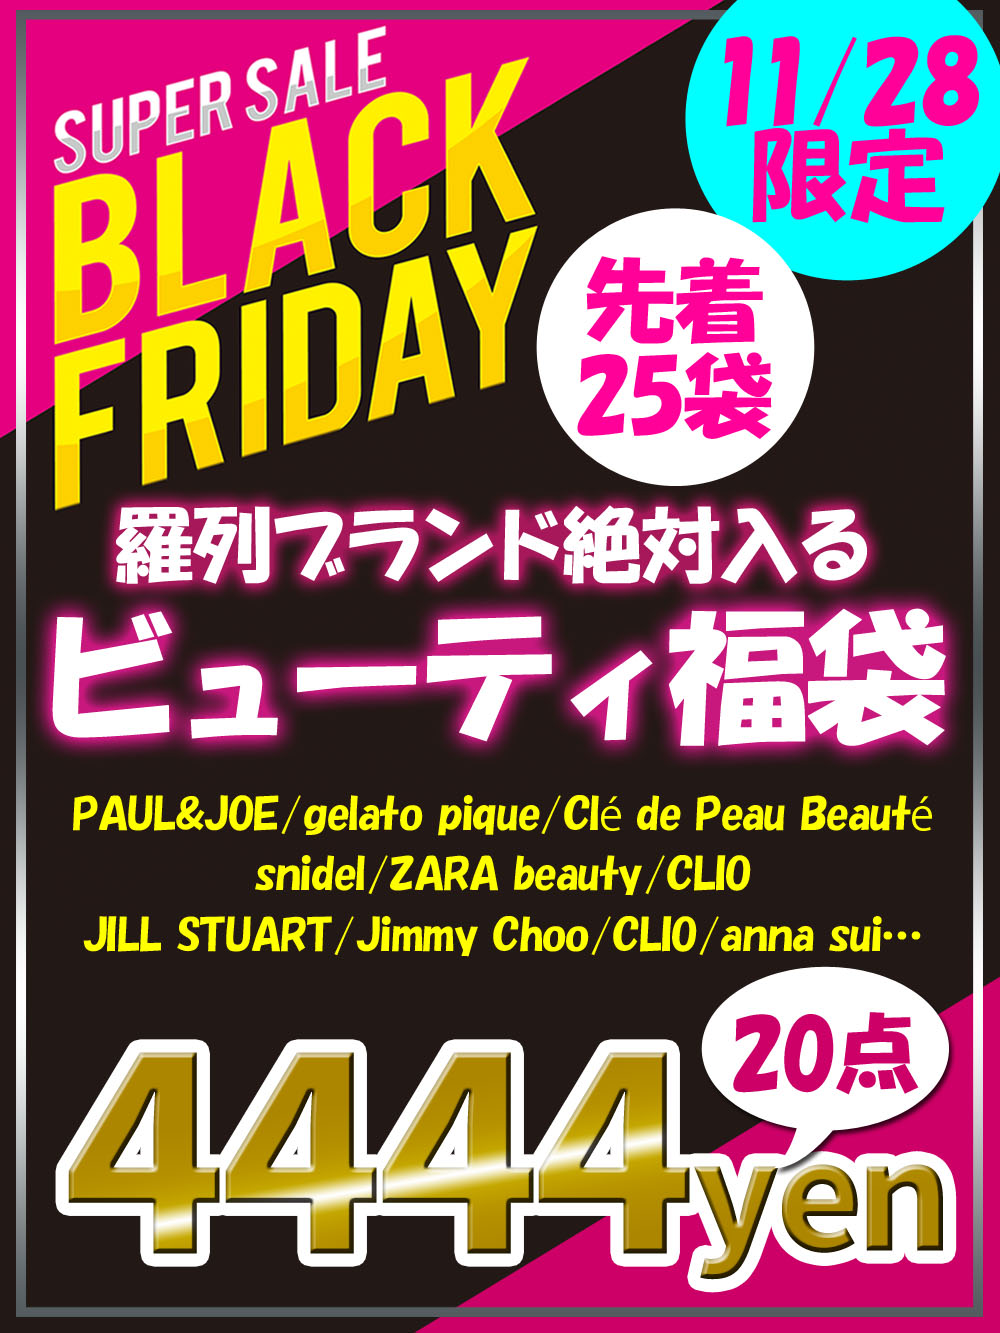 SUPER SALE
BLACK
FRIDAY
11/28
限定
先着
25袋
羅列ブランド絶対入る
ビューティ福袋
PAUL&JOE/gelato pique/Clé de Peau Beauté
snidel/ZARA beauty/CLIO
JILL STUART/Jimmy Choo/CLIO/anna sui…
20点
4444yen